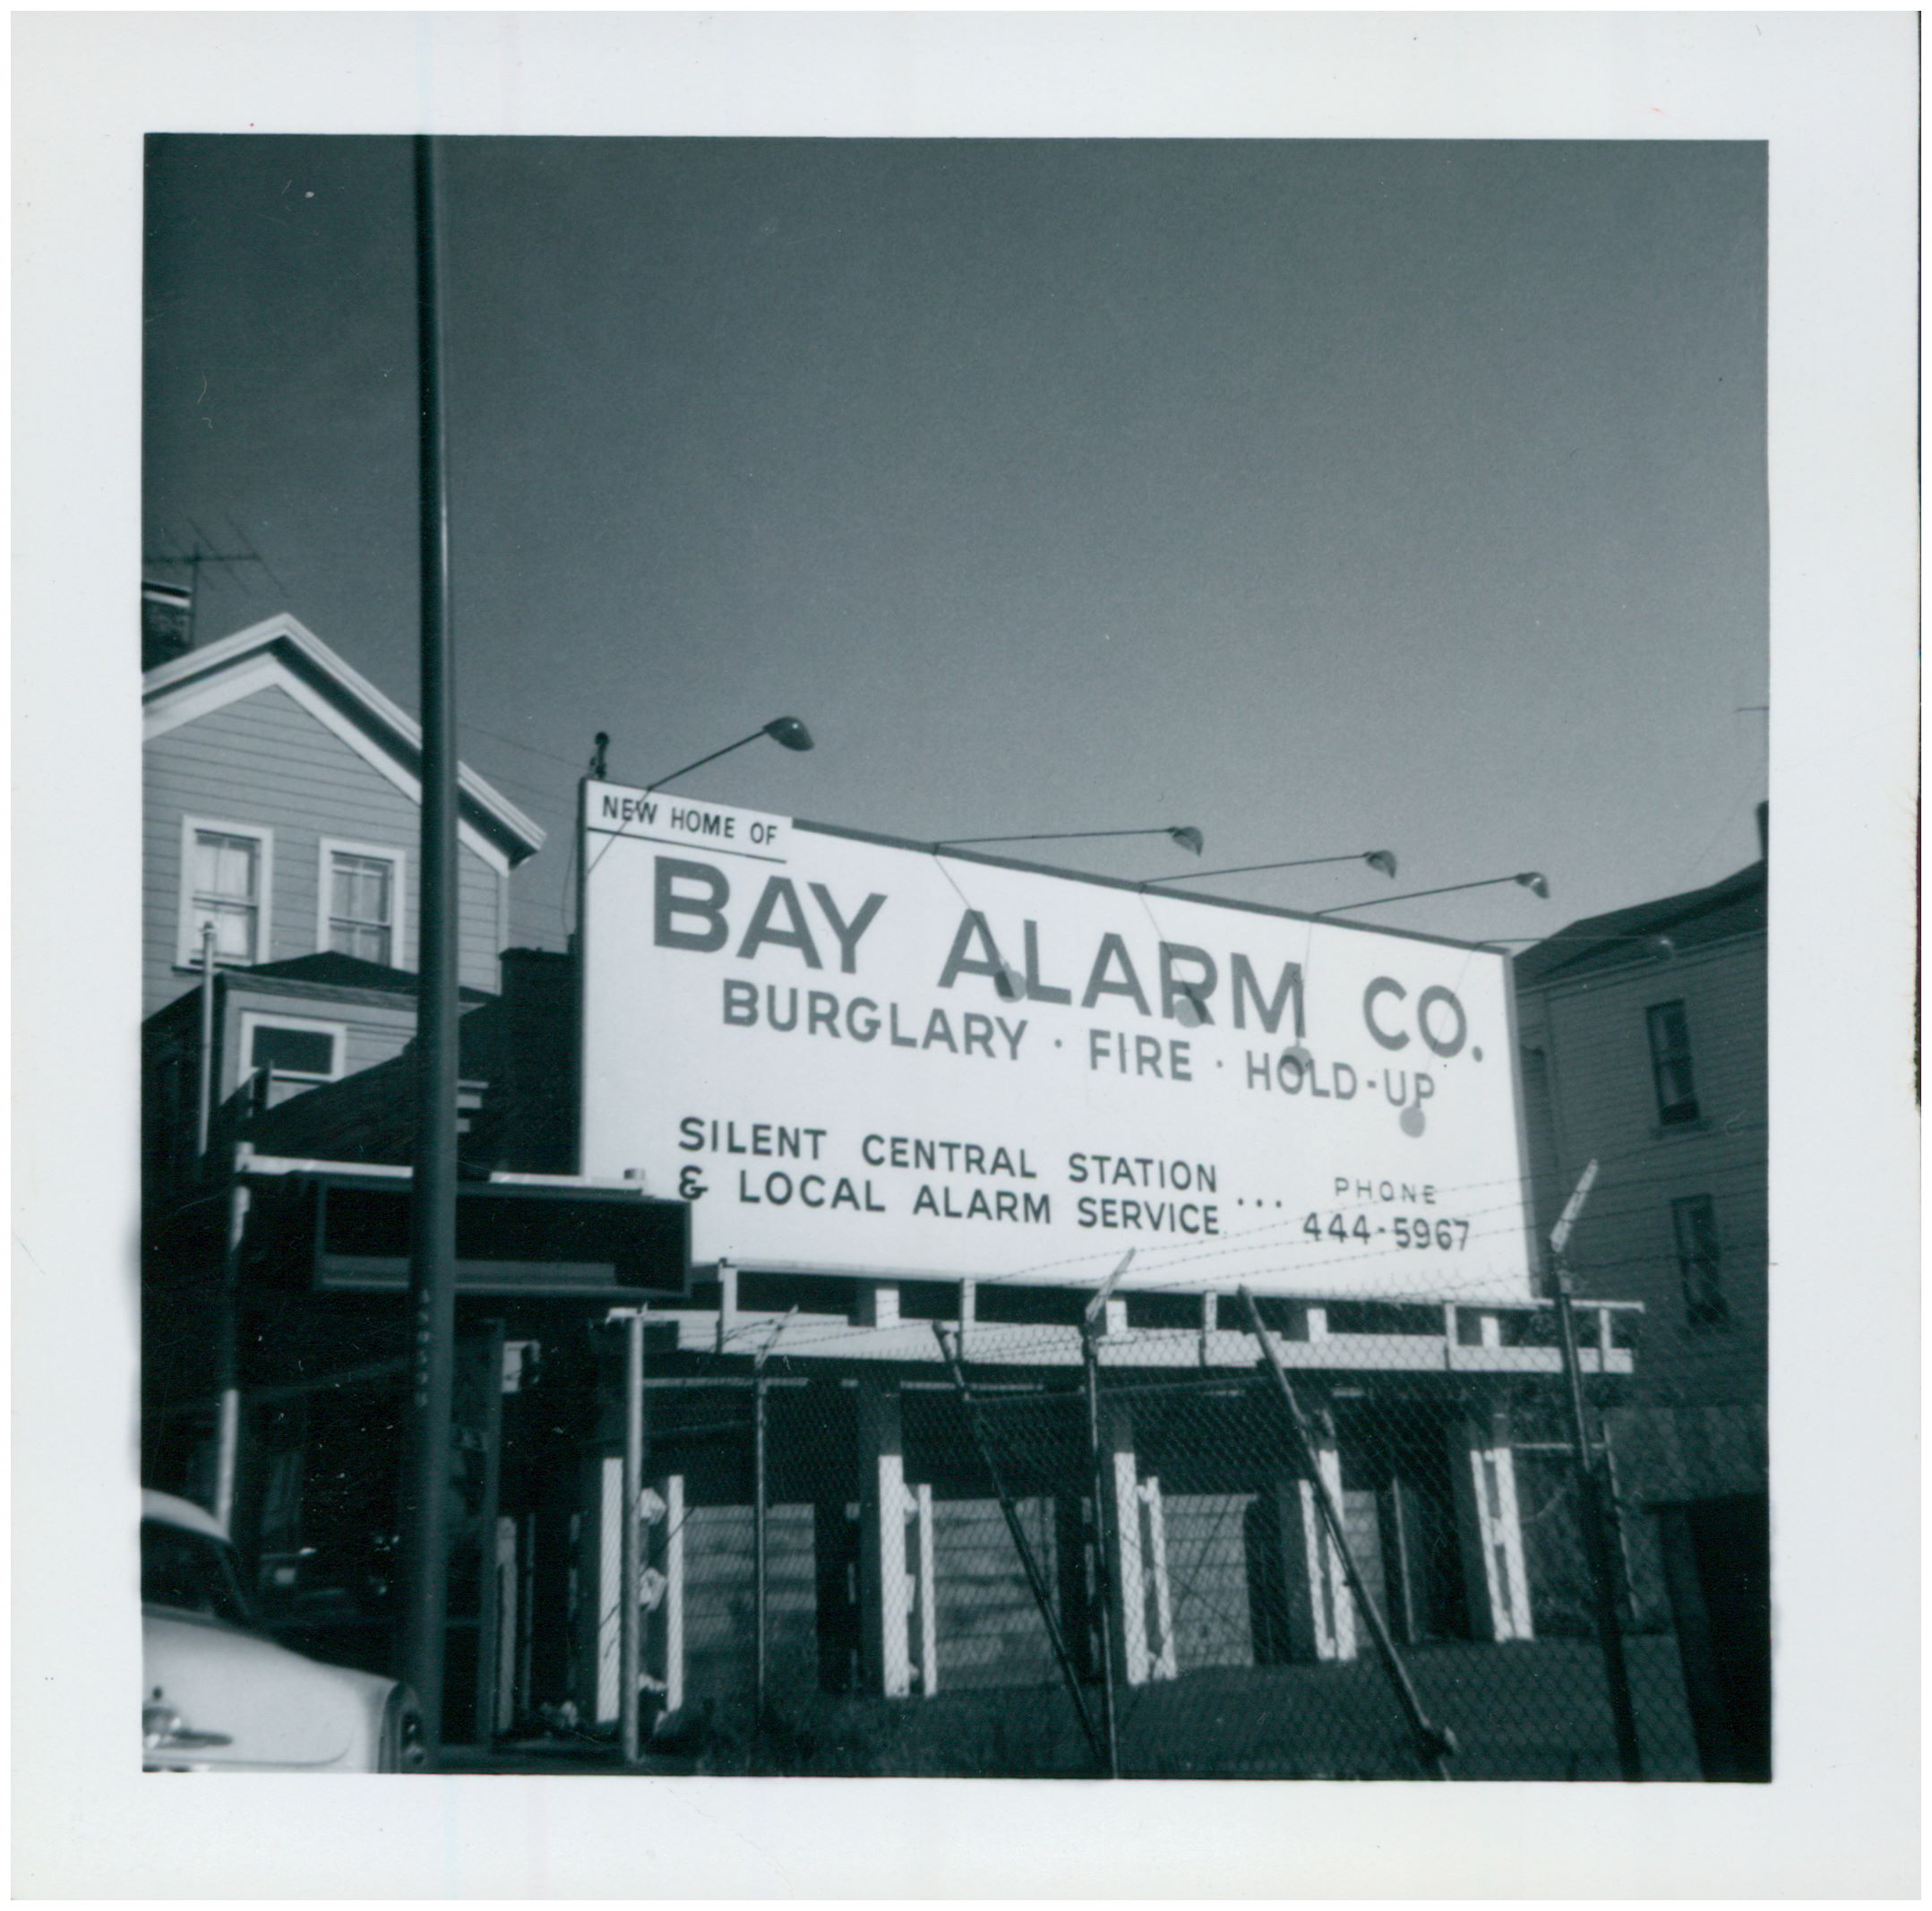 NEW HOME OF
BAY ALARM CO.
BURGLARY · FIRE · HOLD-UP
SILENT CENTRAL STATION
& LOCAL ALARM SERVICE ...
PHONE
444-5967